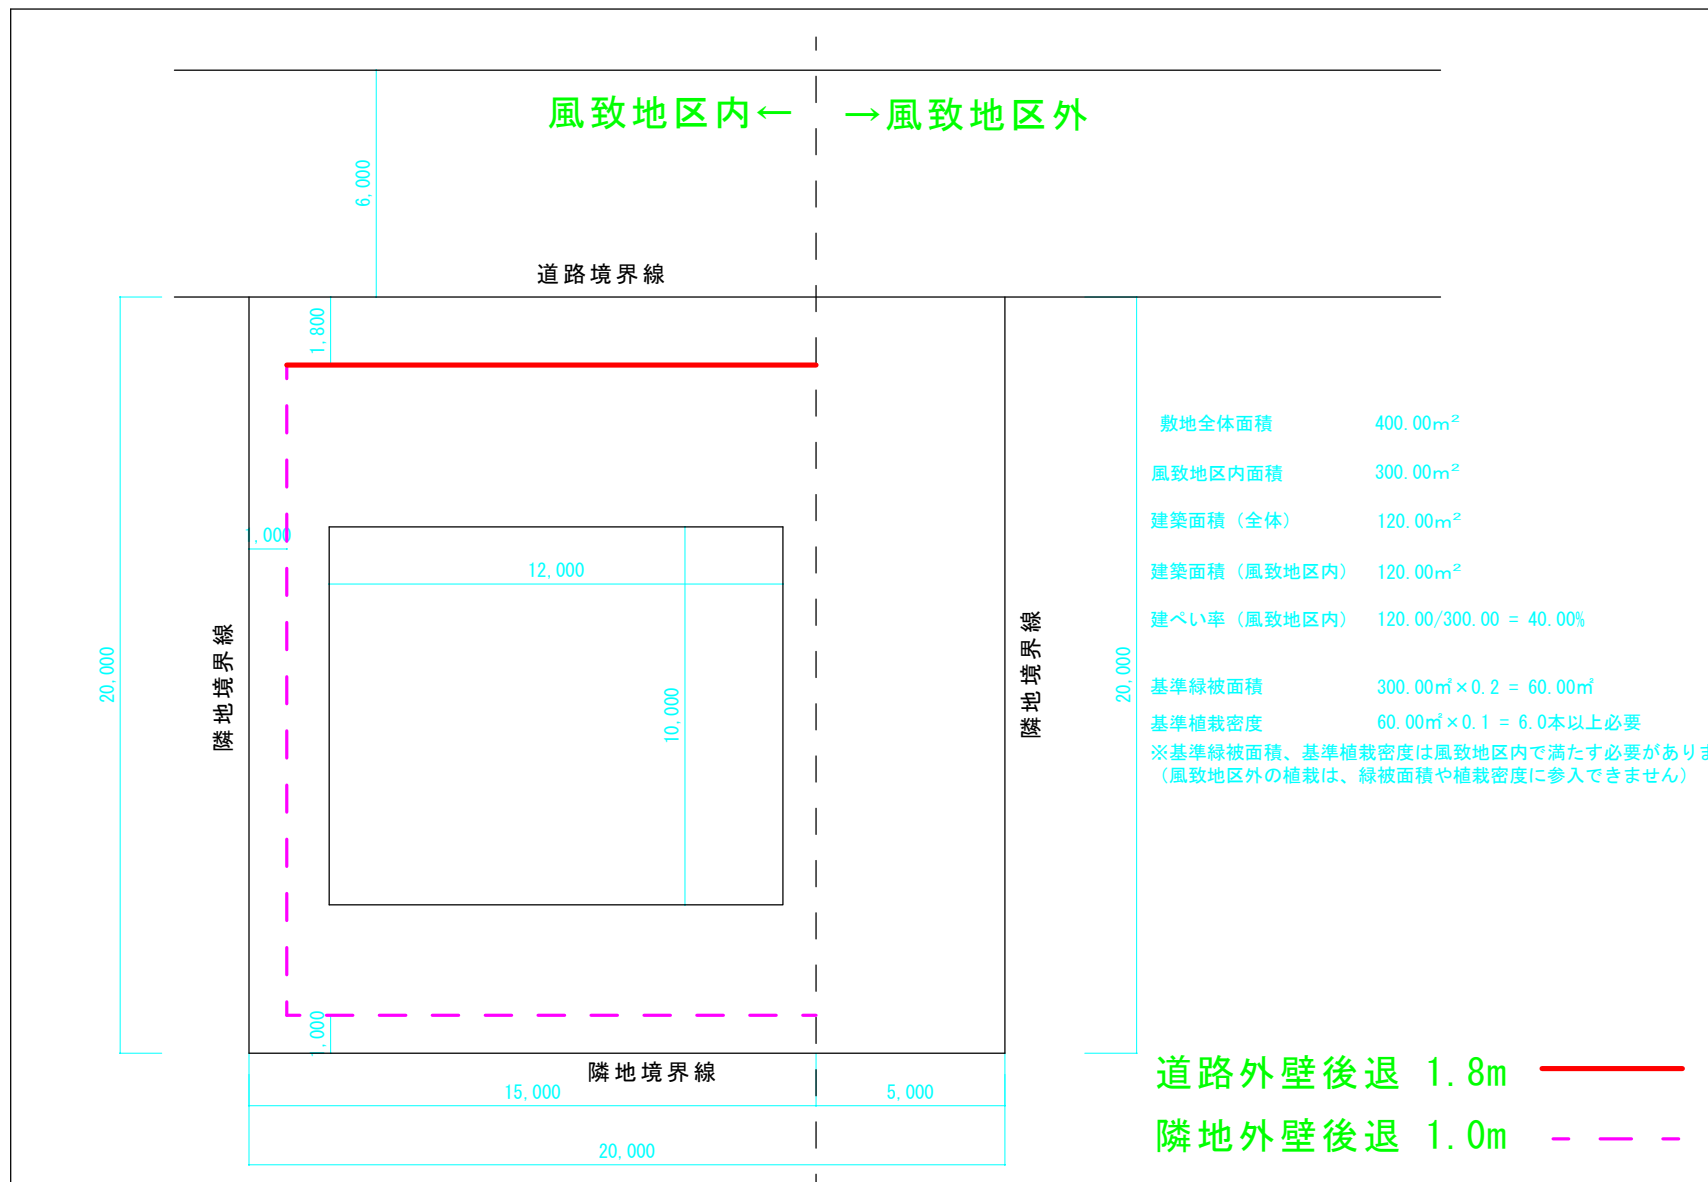 風致地区内← →風致地区外
6,000
道路境界線
1,800
敷地全体面積 400.00m²
風致地区内面積 300.00m²
建築面積（全体） 120.00m²
建築面積（風致地区内） 120.00m²
建ぺい率（風致地区内） 120.00/300.00 = 40.00%
基準緑被面積 300.00㎡×0.2 = 60.00㎡
基準植栽密度 60.00㎡×0.1 = 6.0本以上必要
※基準緑被面積、基準植栽密度は風致地区内で満たす必要がありま
（風致地区外の植栽は、緑被面積や植栽密度に参入できません）
1,000
12,000
10,000
20,000
隣地境界線
隣地境界線
20,000
1,000
隣地境界線
15,000
5,000
20,000
道路外壁後退 1.8m
隣地外壁後退 1.0m